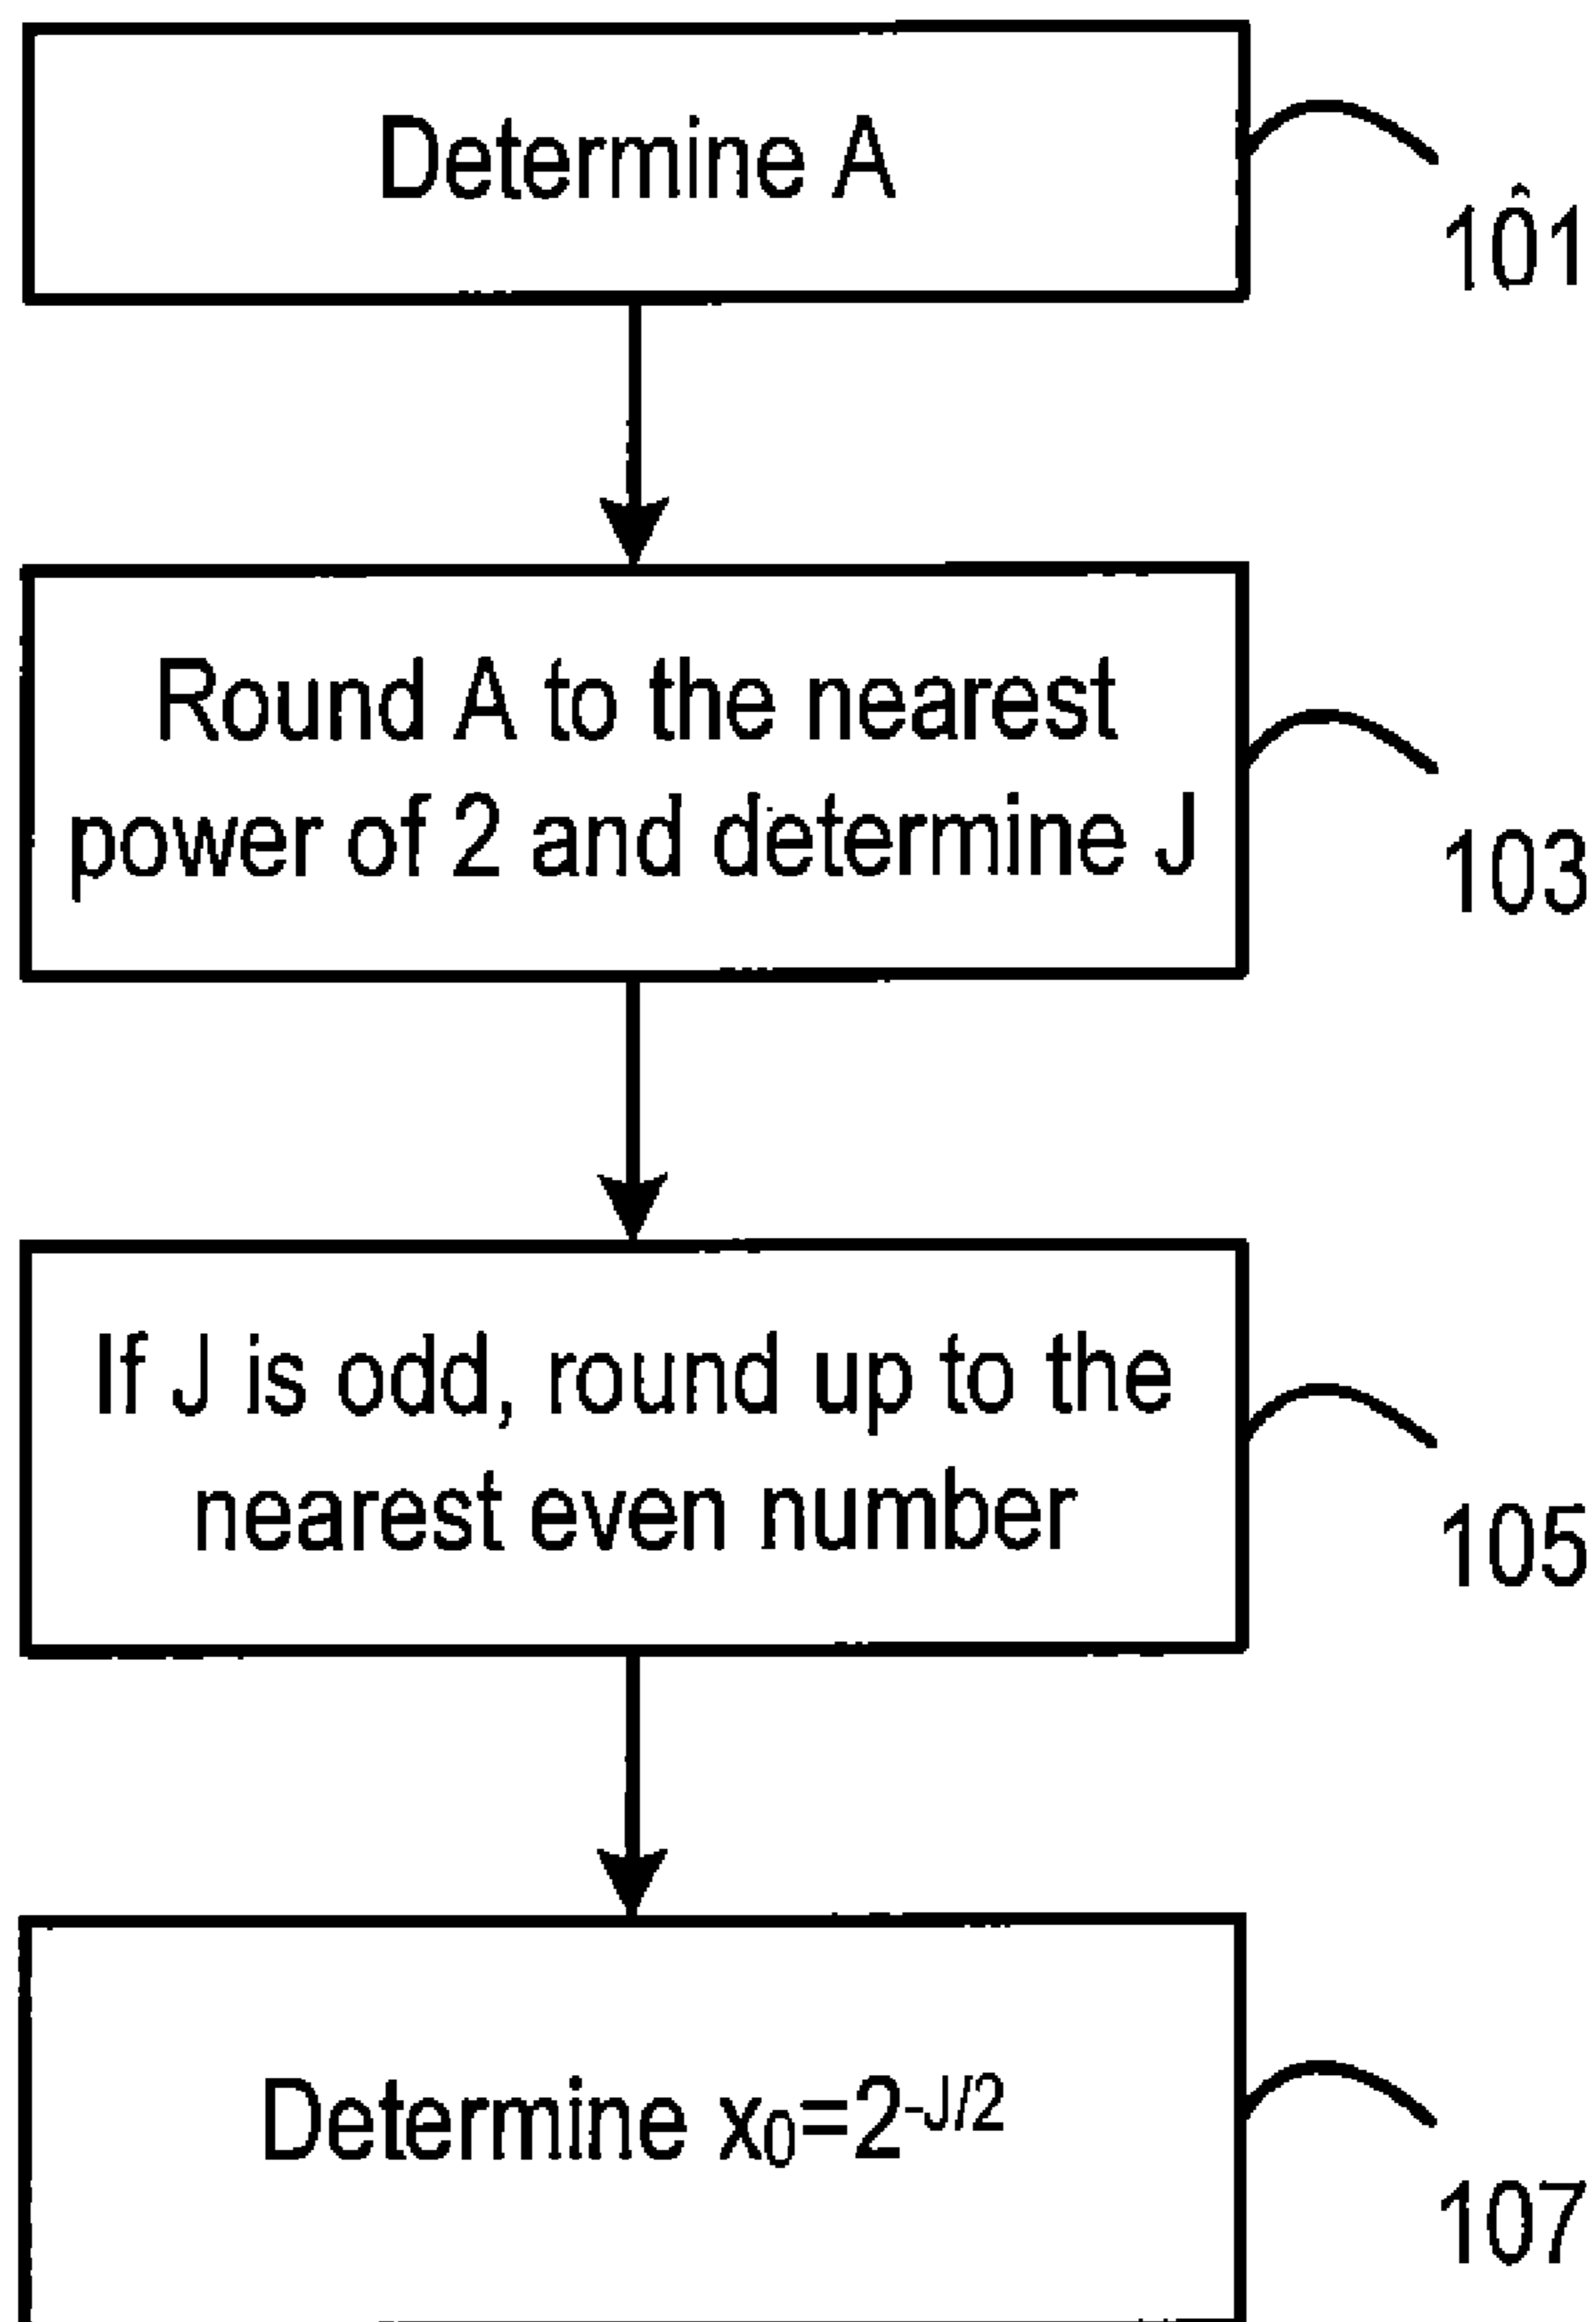 Determine A
101
Round A to the nearest
power of 2 and determine J
103
If J is odd, round up to the
nearest even number
105
Determine x₀=2⁻ᴶ/²
107